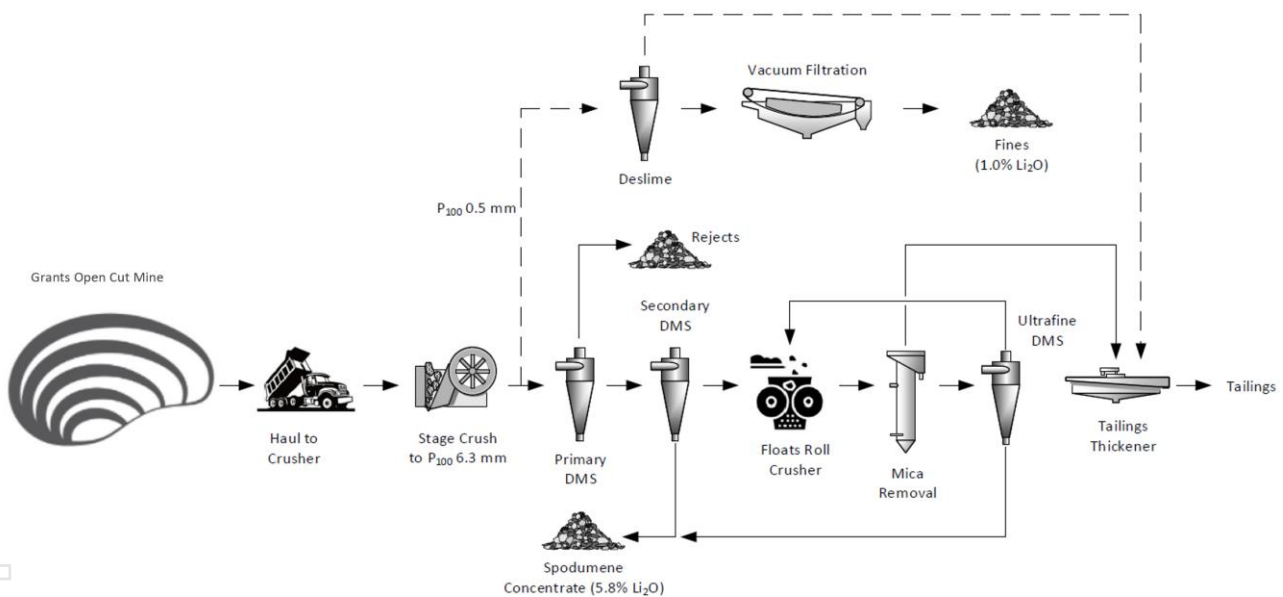 Vacuum Filtration
Deslime
Fines
(1.0% Li₂O)
P₁₀₀ 0.5 mm
Rejects
Grants Open Cut Mine
Secondary
DMS
Ultrafine
DMS
Haul to
Crusher
Stage Crush
to P₁₀₀ 6.3 mm
Primary
DMS
Floats Roll
Crusher
Mica
Removal
Tailings
Thickener
Tailings
Spodumene
Concentrate (5.8% Li₂O)